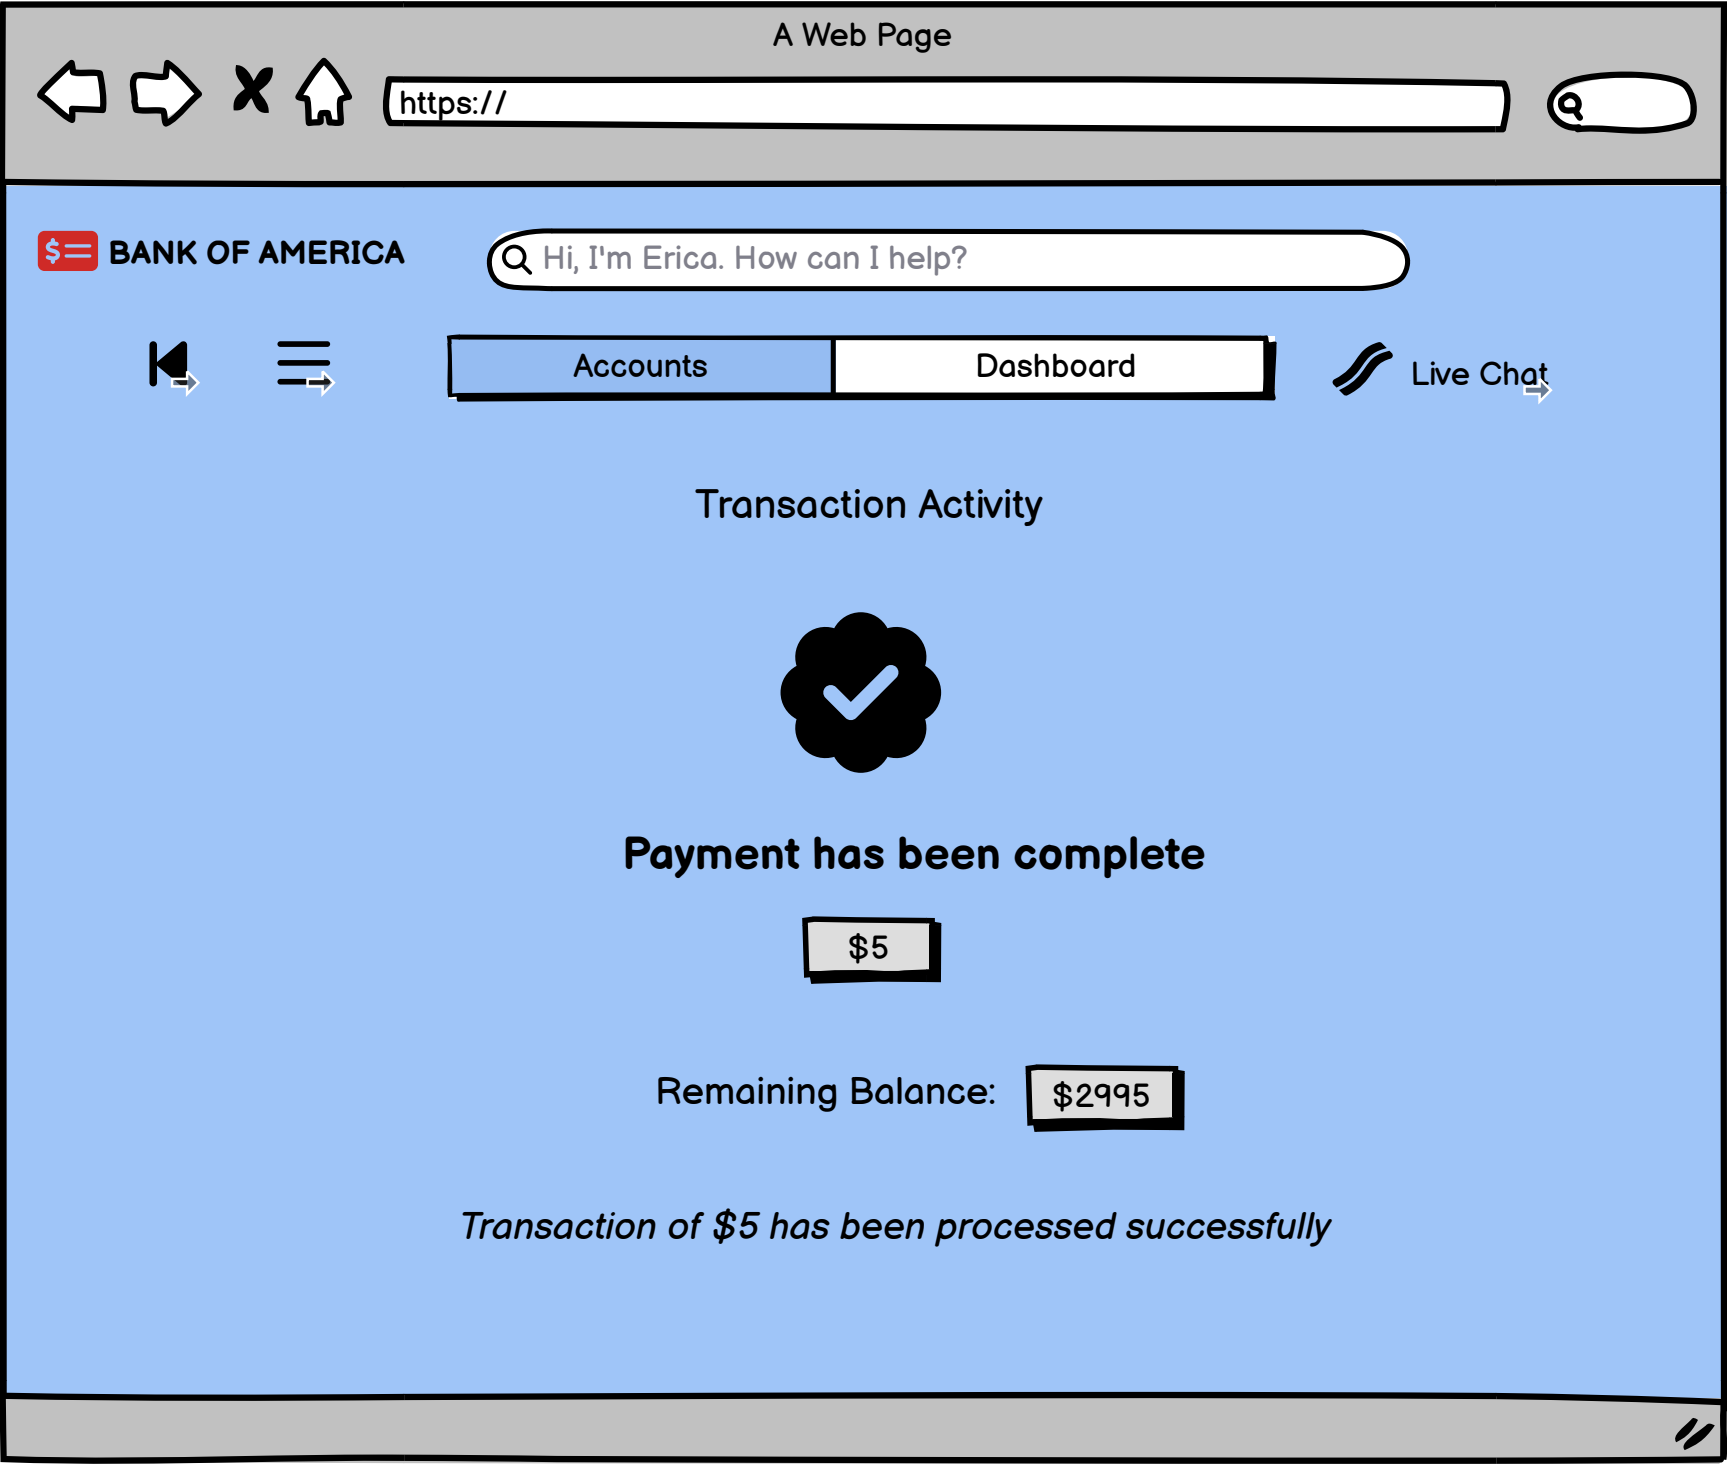 A Web Page
https://
BANK OF AMERICA
Hi, I'm Erica. How can I help?
Accounts
Dashboard
Live Chat
Transaction Activity
Payment has been complete
$5
Remaining Balance:
$2995
Transaction of $5 has been processed successfully